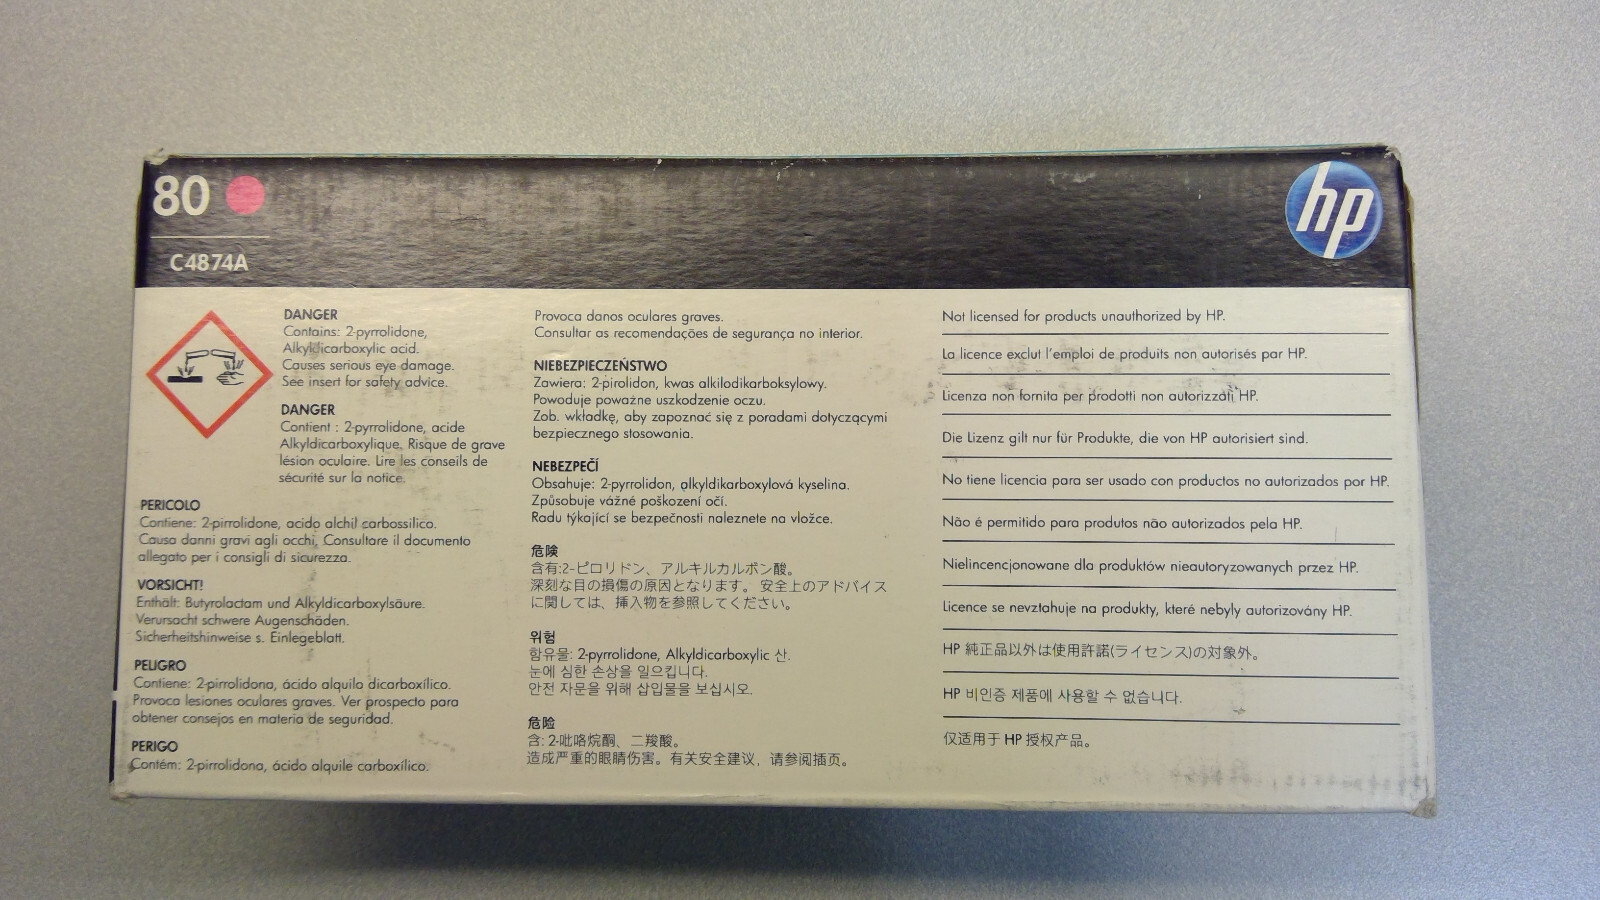 80
C4874A
hp
DANGER
Contains: 2-pyrrolidone,
Alkyldicarboxylic acid.
Causes serious eye damage.
See insert for safety advice.
DANGER
Contient : 2-pyrrolidone, acide
Alkyldicarboxylique. Risque de grave
lésion oculaire. Lire les conseils de
sécurité sur la notice.
PERICOLO
Contiene: 2-pirrolidone, acido alchil carbossilico.
Causa danni gravi agli occhi. Consultare il documento
allegato per i consigli di sicurezza.
VORSICHT!
Enthält: Butyrolactam und Alkyldicarboxylsäure.
Verursacht schwere Augenschäden.
Sicherheitshinweise s. Einlegeblatt.
PELIGRO
Contiene: 2-pirrolidona, ácido alquilo dicarboxílico.
Provoca lesiones oculares graves. Ver prospecto para
obtener consejos en materia de seguridad.
PERIGO
Contém: 2-pirrolidona, ácido alquile carboxílico.
Provoca danos oculares graves.
Consultar as recomendações de segurança no interior.
NIEBEZPIECZEŃSTWO
Zawiera: 2-pirolidon, kwas alkilodikarboksylowy.
Powoduje poważne uszkodzenie oczu.
Zob. wkładkę, aby zapoznać się z poradami dotyczącymi
bezpiecznego stosowania.
NEBEZPEČÍ
Obsahuje: 2-pyrrolidon, alkyldikarboxylová kyselina.
Způsobuje vážné poškození očí.
Radu týkající se bezpečnosti naleznete na vložce.
危険
含有:2-ピロリドン、アルキルカルボン酸。
深刻な目の損傷の原因となります。 安全上のアドバイス
に関しては、挿入物を参照してください。
위험
함유물: 2-pyrrolidone, Alkyldicarboxylic 산.
눈에 심한 손상을 일으킵니다.
안전 자문을 위해 삽입물을 보십시오.
危险
含: 2-吡咯烷酮、二羧酸。
造成严重的眼睛伤害。有关安全建议，请参阅插页。
Not licensed for products unauthorized by HP.
La licence exclut l'emploi de produits non autorisés par HP.
Licenza non fornita per prodotti non autorizzati HP.
Die Lizenz gilt nur für Produkte, die von HP autorisiert sind.
No tiene licencia para ser usado con productos no autorizados por HP.
Não é permitido para produtos não autorizados pela HP.
Nielincencjonowane dla produktów nieautoryzowanych przez HP.
Licence se nevztahuje na produkty, které nebyly autorizovány HP.
HP 純正品以外は使用許諾(ライセンス)の対象外。
HP 비인증 제품에 사용할 수 없습니다.
仅适用于 HP 授权产品。